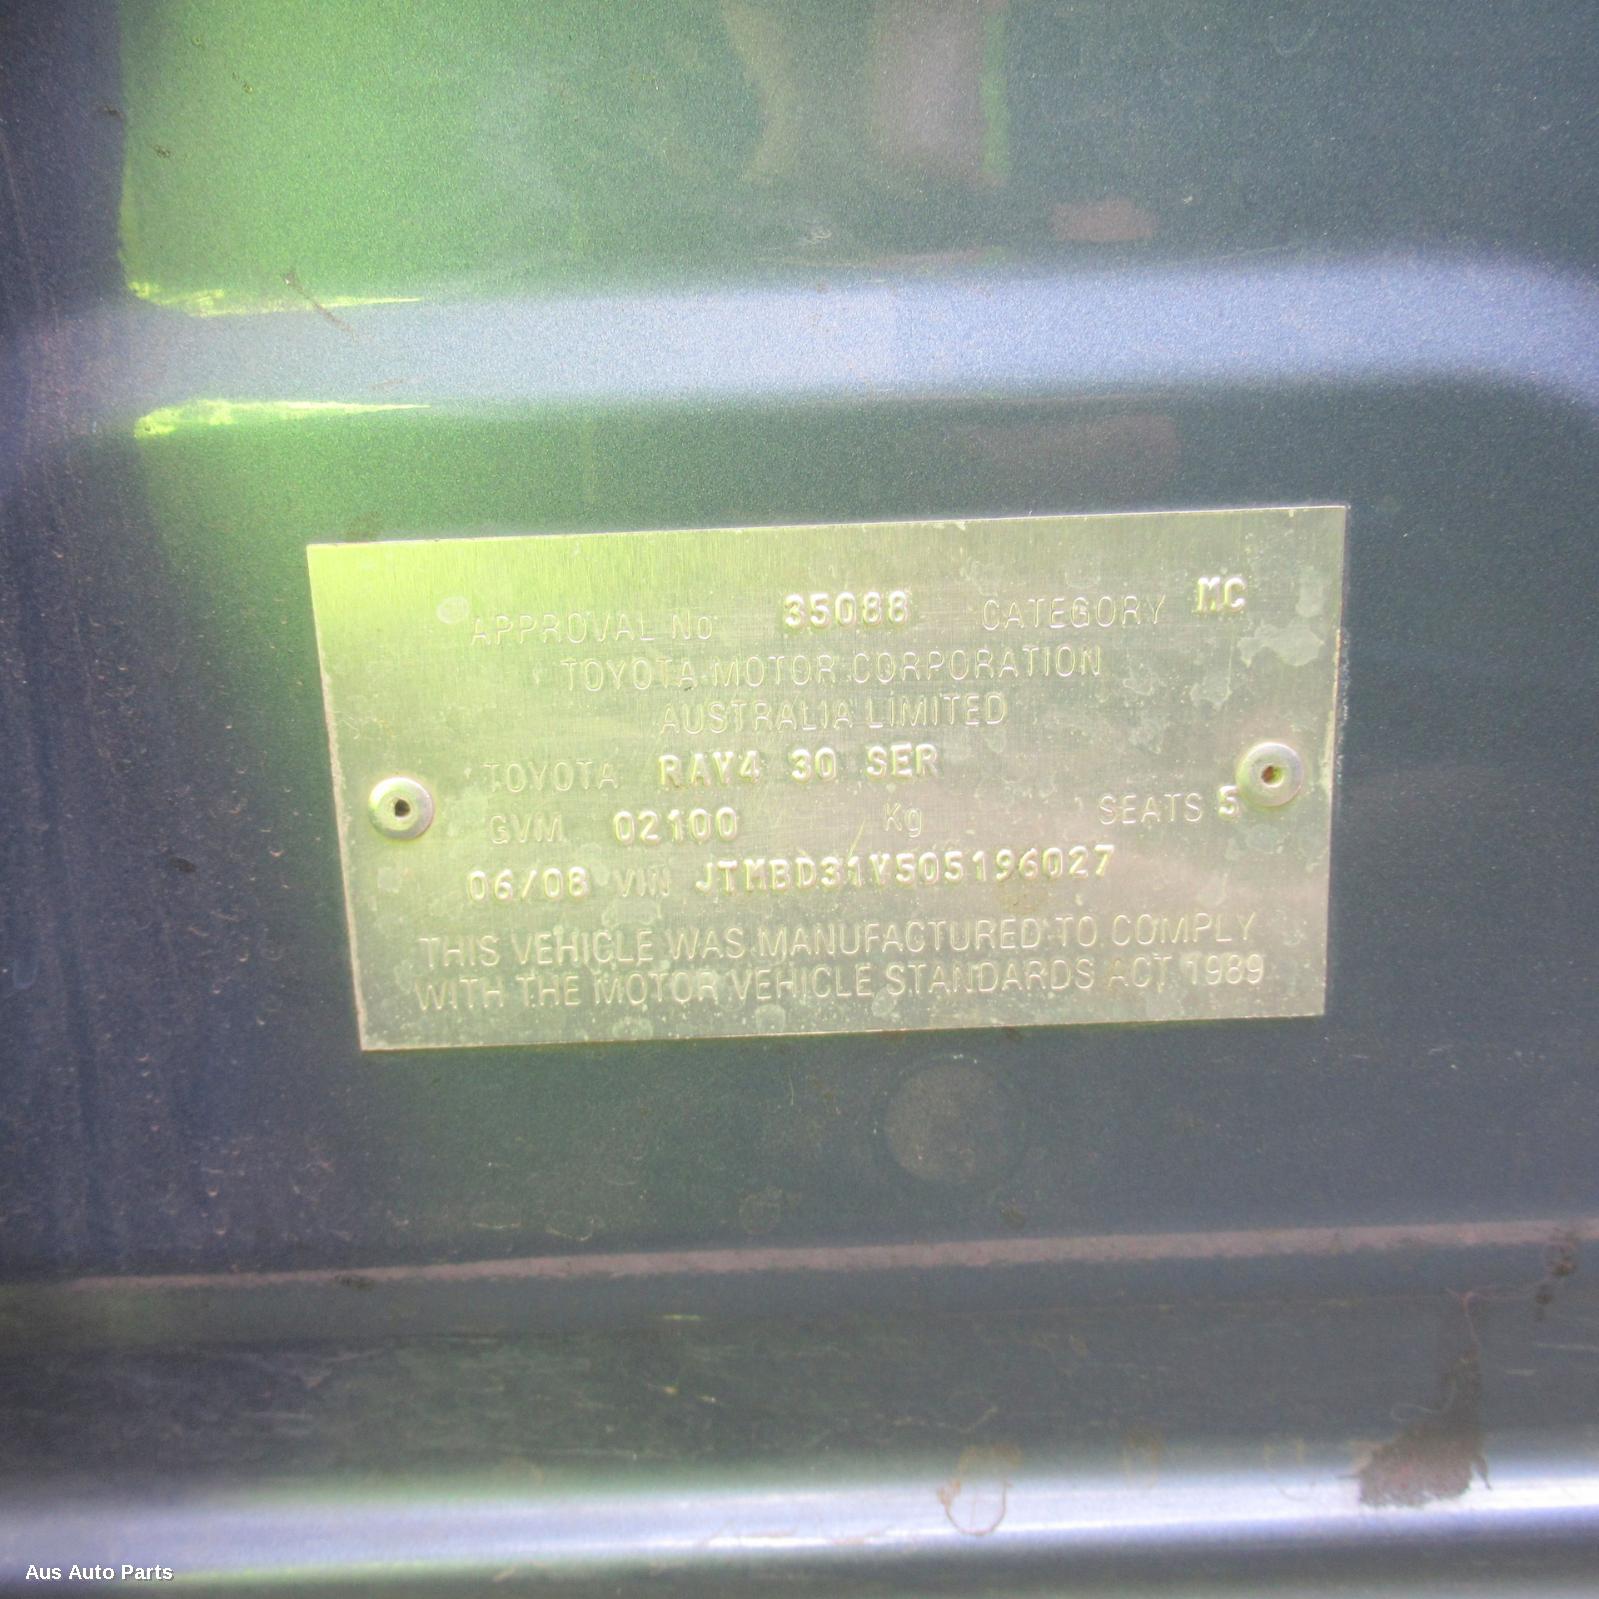 APPROVAL No 35088 CATEGORY MC
TOYOTA MOTOR CORPORATION
AUSTRALIA LIMITED
TOYOTA RAV4 30 SER
GVM 02100 Kg SEATS 5
06/08 VIN JTMBD31V505196027
THIS VEHICLE WAS MANUFACTURED TO COMPLY
WITH THE MOTOR VEHICLE STANDARDS ACT 1989
Aus Auto Parts